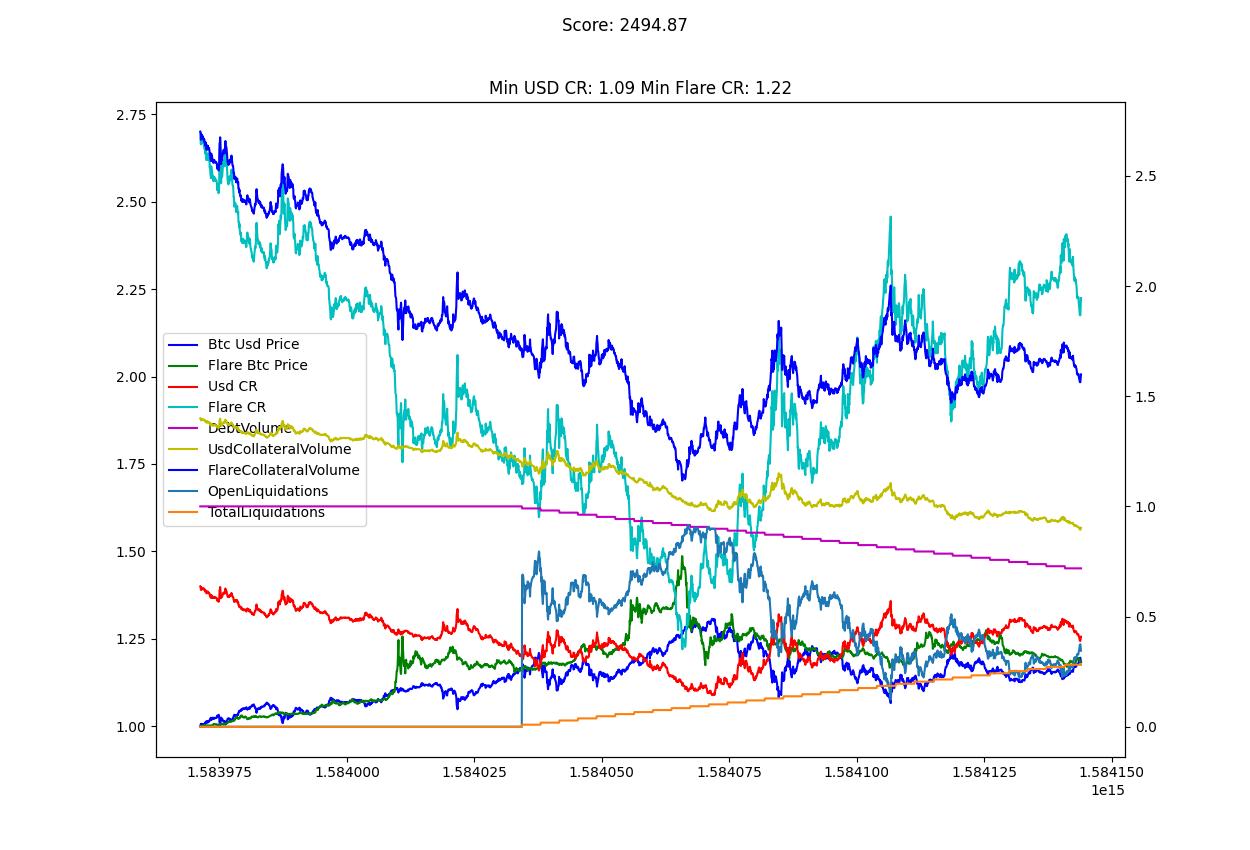 Score: 2494.87
Min USD CR: 1.09 Min Flare CR: 1.22
2.75
2.50
2.25
2.00
1.75
1.50
1.25
1.00
2.5
2.0
1.5
1.0
0.5
0.0
Btc Usd Price
Flare Btc Price
Usd CR
Flare CR
DebtVolume
UsdCollateralVolume
FlareCollateralVolume
OpenLiquidations
TotalLiquidations
1.583975 1.584000 1.584025 1.584050 1.584075 1.584100 1.584125 1.584150
1e15